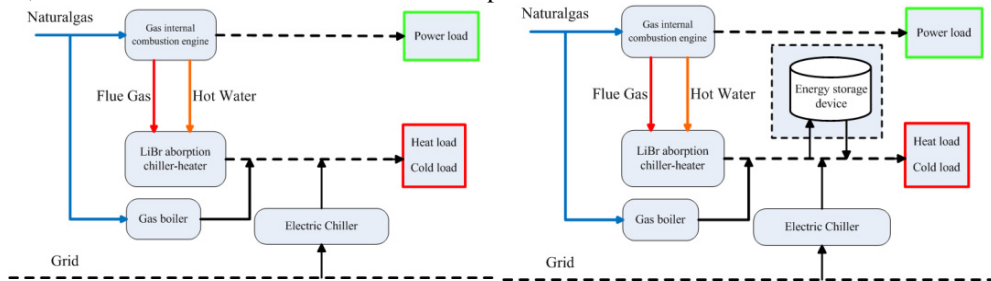 Naturalgas
Gas internal
combustion engine
Power load
Flue Gas
Hot Water
LiBr aborption
chiller-heater
Heat load
Cold load
Gas boiler
Electric Chiller
Grid
Naturalgas
Gas internal
combustion engine
Power load
Energy storage
device
Flue Gas
Hot Water
LiBr aborption
chiller-heater
Heat load
Cold load
Gas boiler
Electric Chiller
Grid